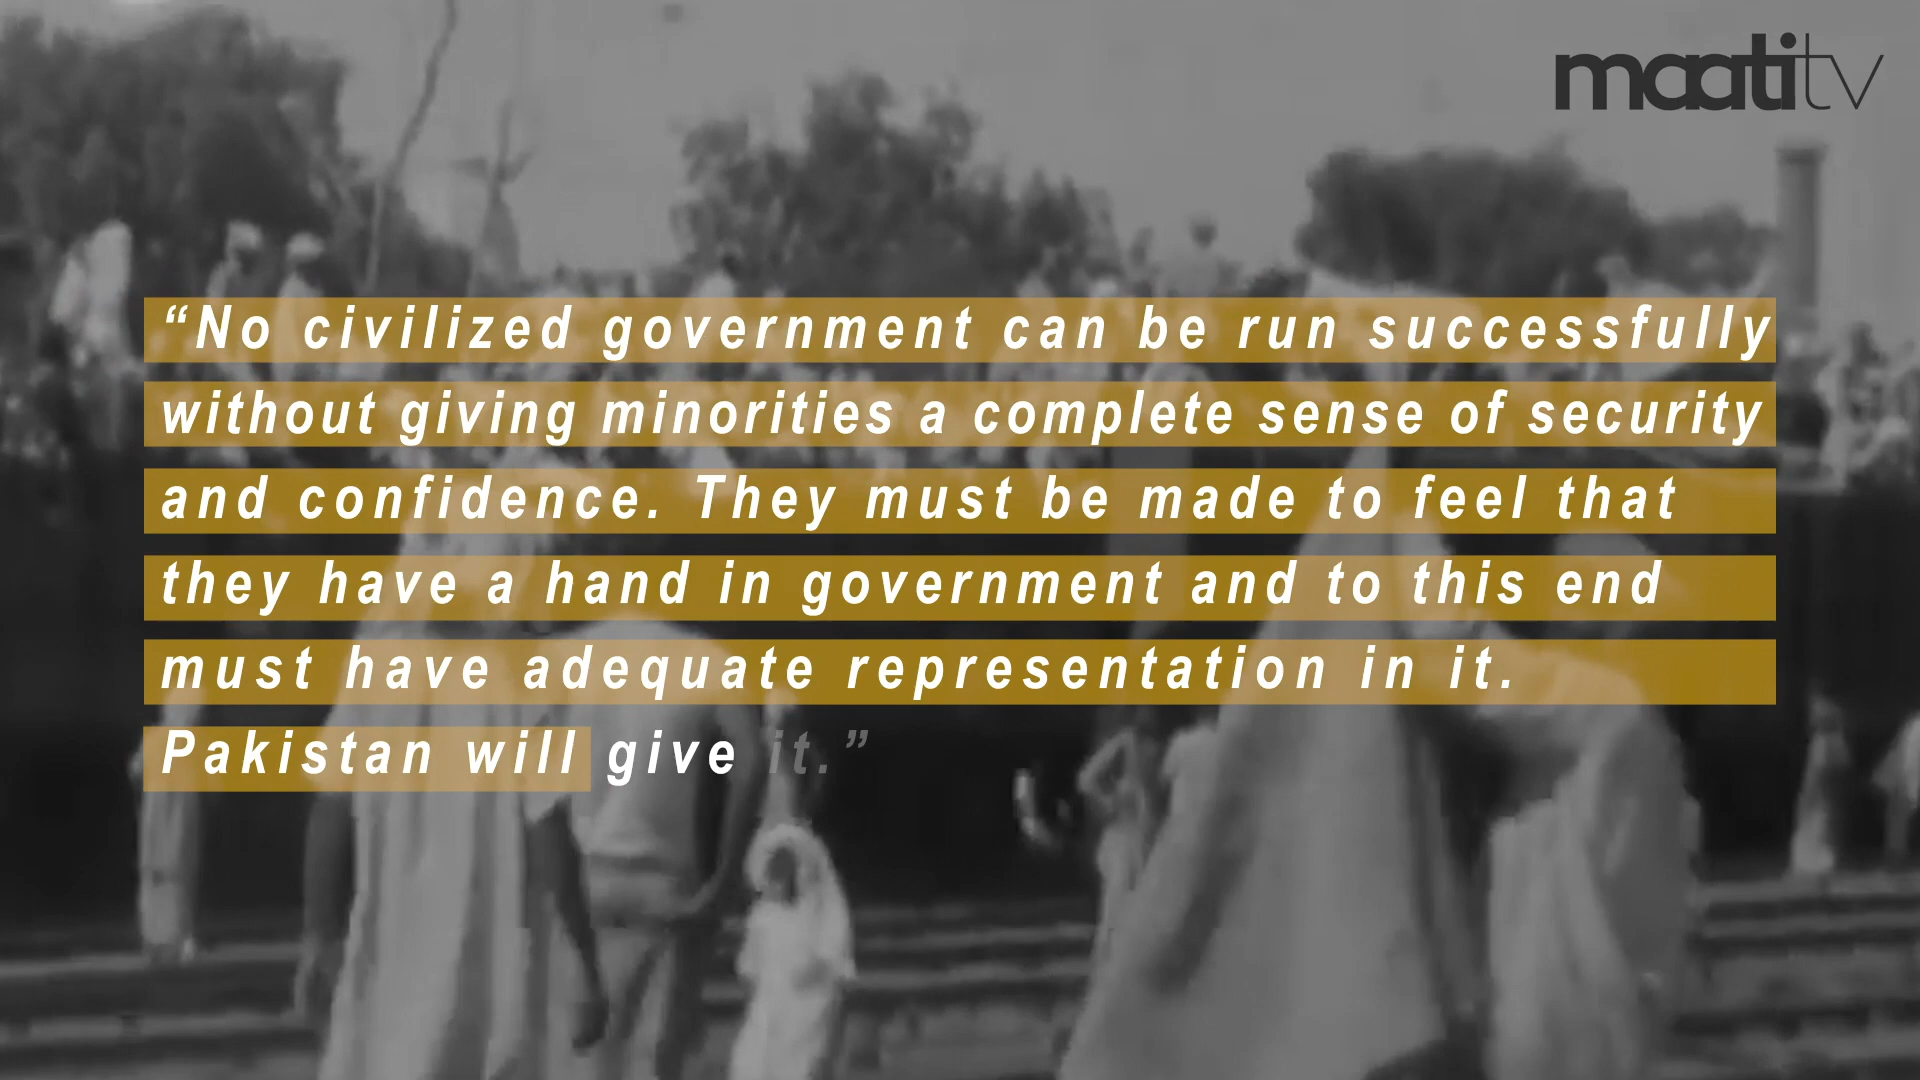 maatitv
“No civilized government can be run successfully
without giving minorities a complete sense of security
and confidence. They must be made to feel that
they have a hand in government and to this end
must have adequate representation in it.
Pakistan will give it.”